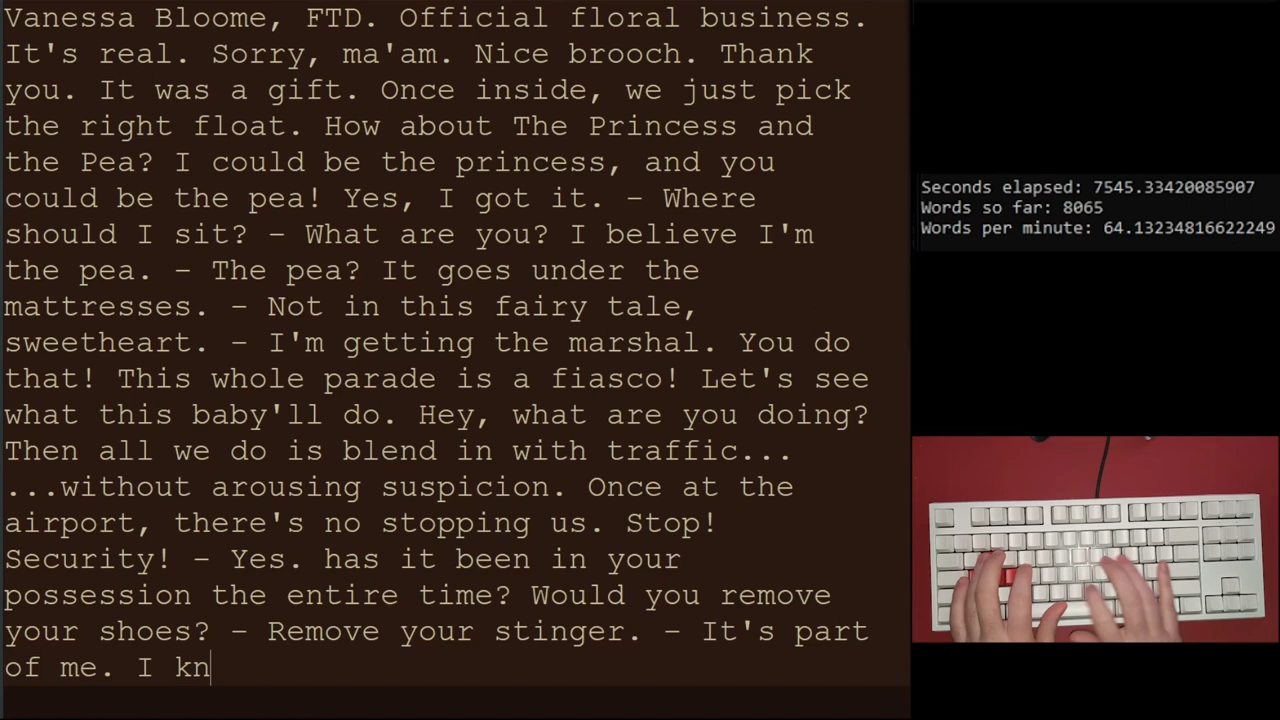 Vanessa Bloome, FTD. Official floral business.
It's real. Sorry, ma'am. Nice brooch. Thank
you. It was a gift. Once inside, we just pick
the right float. How about The Princess and
the Pea? I could be the princess, and you
could be the pea! Yes, I got it. - Where
should I sit? - What are you? I believe I'm
the pea. - The pea? It goes under the
mattresses. - Not in this fairy tale,
sweetheart. - I'm getting the marshal. You do
that! This whole parade is a fiasco! Let's see
what this baby'll do. Hey, what are you doing?
Then all we do is blend in with traffic...
...without arousing suspicion. Once at the
airport, there's no stopping us. Stop!
Security! - Yes. has it been in your
possession the entire time? Would you remove
your shoes? - Remove your stinger. - It's part
of me. I kn
Seconds elapsed: 7545.33420085907
Words so far: 8065
Words per minute: 64.13234816622249